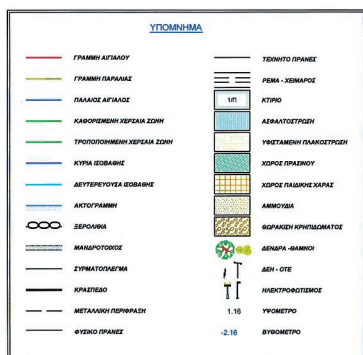 ΥΠΟΜΝΗΜΑ
ΓΡΑΜΜΗ ΑΙΓΙΑΛΟΥ
ΓΡΑΜΜΗ ΠΑΡΑΛΙΑΣ
ΠΑΛΑΙΟΣ ΑΙΓΙΑΛΟΣ
ΚΑΘΟΡΙΣΜΕΝΗ ΧΕΡΣΑΙΑ ΖΩΝΗ
ΤΡΟΠΟΠΟΙΗΜΕΝΗ ΧΕΡΣΑΙΑ ΖΩΝΗ
ΚΥΡΙΑ ΙΣΟΒΑΘΗΣ
ΔΕΥΤΕΡΕΥΟΥΣΑ ΙΣΟΒΑΘΗΣ
ΑΚΤΟΓΡΑΜΜΗ
ΞΕΡΟΛΙΘΙΑ
ΜΑΝΔΡΟΤΟΙΧΟΣ
ΣΥΡΜΑΤΟΠΛΕΓΜΑ
ΚΡΑΣΠΕΔΟ
ΜΕΤΑΛΛΙΚΗ ΠΕΡΙΦΡΑΞΗ
ΦΥΣΙΚΟ ΠΡΑΝΕΣ
ΤΕΧΝΗΤΟ ΠΡΑΝΕΣ
ΡΕΜΑ - ΧΕΙΜΑΡΟΣ
1/Π ΚΤΙΡΙΟ
ΑΣΦΑΛΤΟΣΤΡΩΣΗ
ΥΦΙΣΤΑΜΕΝΗ ΠΛΑΚΟΣΤΡΩΣΗ
ΧΩΡΟΣ ΠΡΑΣΙΝΟΥ
ΧΩΡΟΣ ΠΑΙΔΙΚΗΣ ΧΑΡΑΣ
ΑΜΜΟΥΔΙΑ
ΘΩΡΑΚΙΣΗ ΚΡΗΠΙΔΩΜΑΤΟΣ
ΔΕΝΔΡΑ -ΘΑΜΝΟΙ
ΔΕΗ - ΟΤΕ
ΗΛΕΚΤΡΟΦΩΤΙΣΜΟΣ
1.16 ΥΨΟΜΕΤΡΟ
-2.16 ΒΥΘΟΜΕΤΡΟ